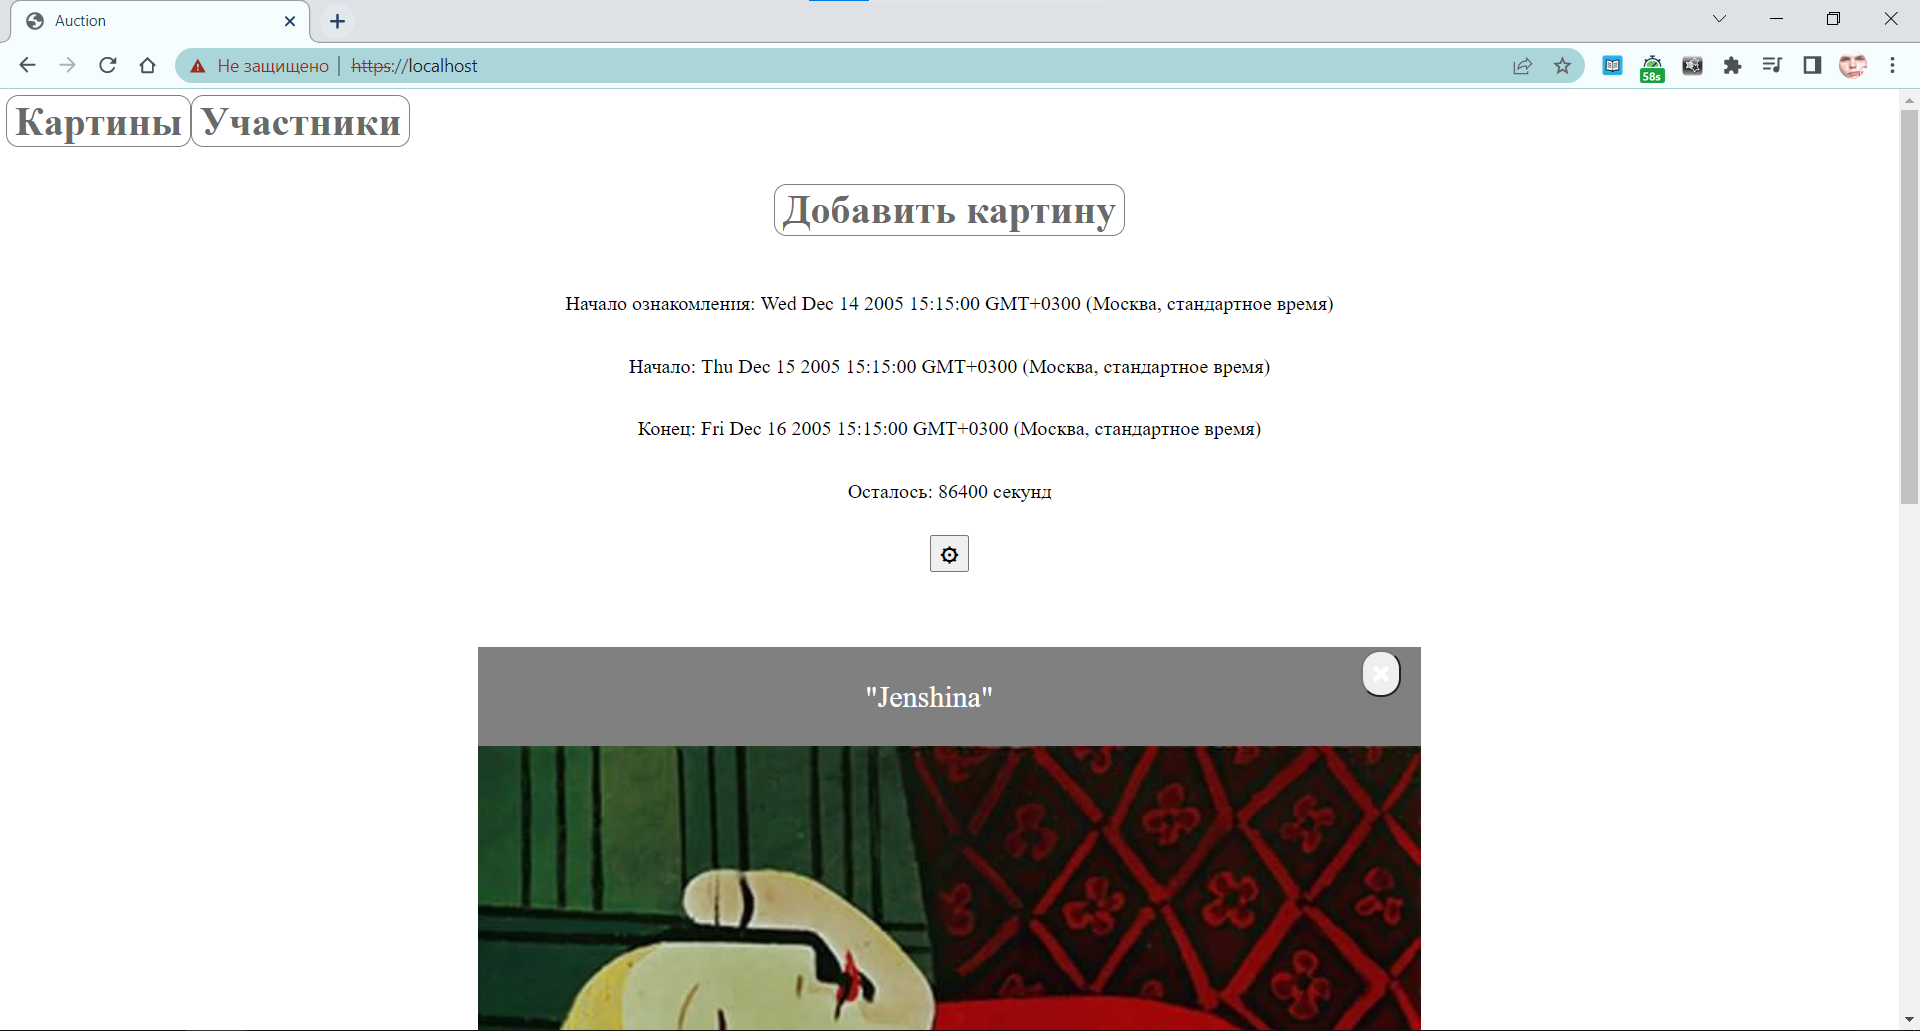 Auction
Не защищено | https://localhost
58s
Картины Участники
Добавить картину
Начало ознакомления: Wed Dec 14 2005 15:15:00 GMT+0300 (Москва, стандартное время)
Начало: Thu Dec 15 2005 15:15:00 GMT+0300 (Москва, стандартное время)
Конец: Fri Dec 16 2005 15:15:00 GMT+0300 (Москва, стандартное время)
Осталось: 86400 секунд
"Jenshina"